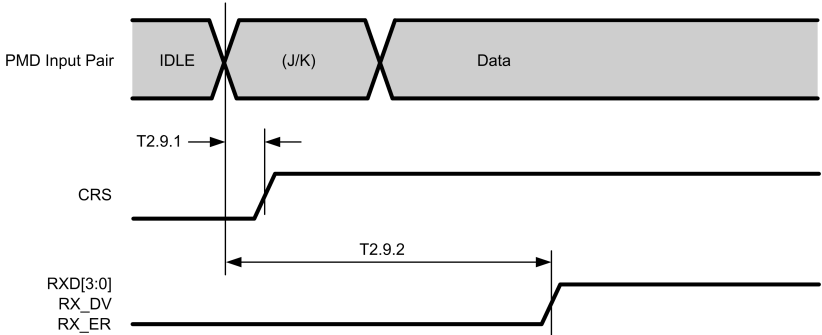 PMD Input Pair IDLE (J/K) Data
T2.9.1
CRS
T2.9.2
RXD[3:0]
RX_DV
RX_ER